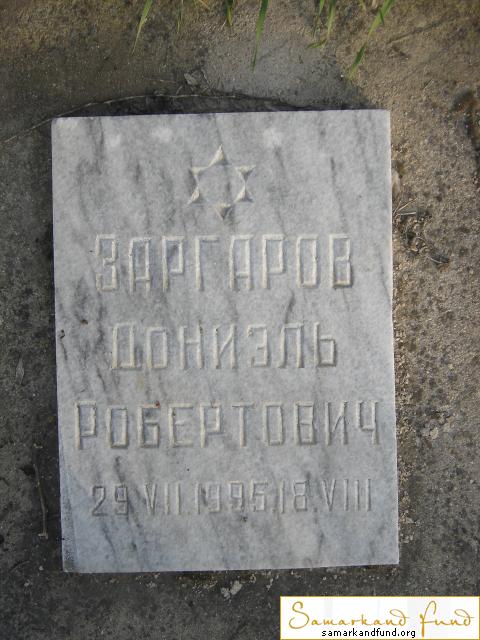 ЗАРГАРОВ
ДОНИЭЛЬ
РОБЕРТОВИЧ
29 VII.1995.18.VIII
Samarkand Fund
samarkandfund.org